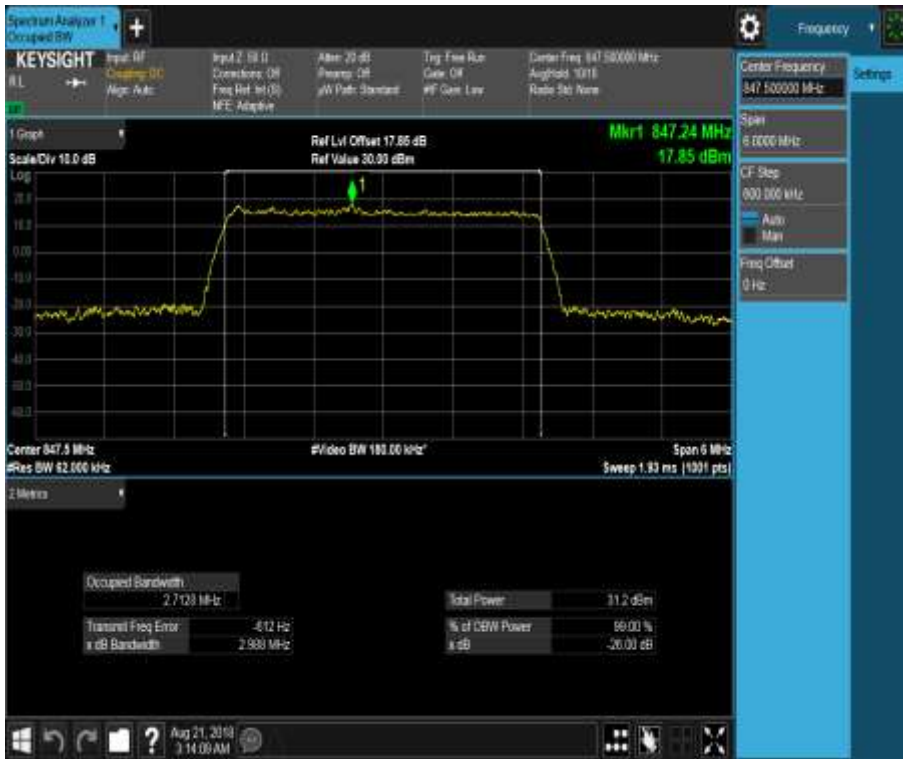 Spectrum Analyzer 1
Occupied BW
Frequency
KEYSIGHT
Input: RF
Coupling: DC
Align: Auto
Input Z: 50 Ω
Corrections: Off
Freq Ref: Int (S)
NFE: Adaptive
Atten: 20 dB
Preamp: Off
µW Path: Standard
Trig: Free Run
Gate: Off
#IF Gain: Low
Center Freq: 847.500000 MHz
Avg|Hold: 10/10
Radio Std: None
Center Frequency
847.500000 MHz
Settings
Span
6.0000 MHz
CF Step
600.000 kHz
Auto
Man
Freq Offset
0 Hz
1 Graph
Scale/Div 10.0 dB
Ref Lvl Offset 17.85 dB
Ref Value 30.00 dBm
Mkr1 847.24 MHz
17.85 dBm
Log
1
Center 847.5 MHz
#Res BW 62.000 kHz
#Video BW 180.00 kHz*
Span 6 MHz
Sweep 1.93 ms (1001 pts)
2 Metrics
Occupied Bandwidth
2.7128 MHz
Total Power 31.2 dBm
Transmit Freq Error -612 Hz
% of OBW Power 99.00 %
x dB Bandwidth 2.988 MHz
x dB -26.00 dB
Aug 21, 2018
3:14:09 AM